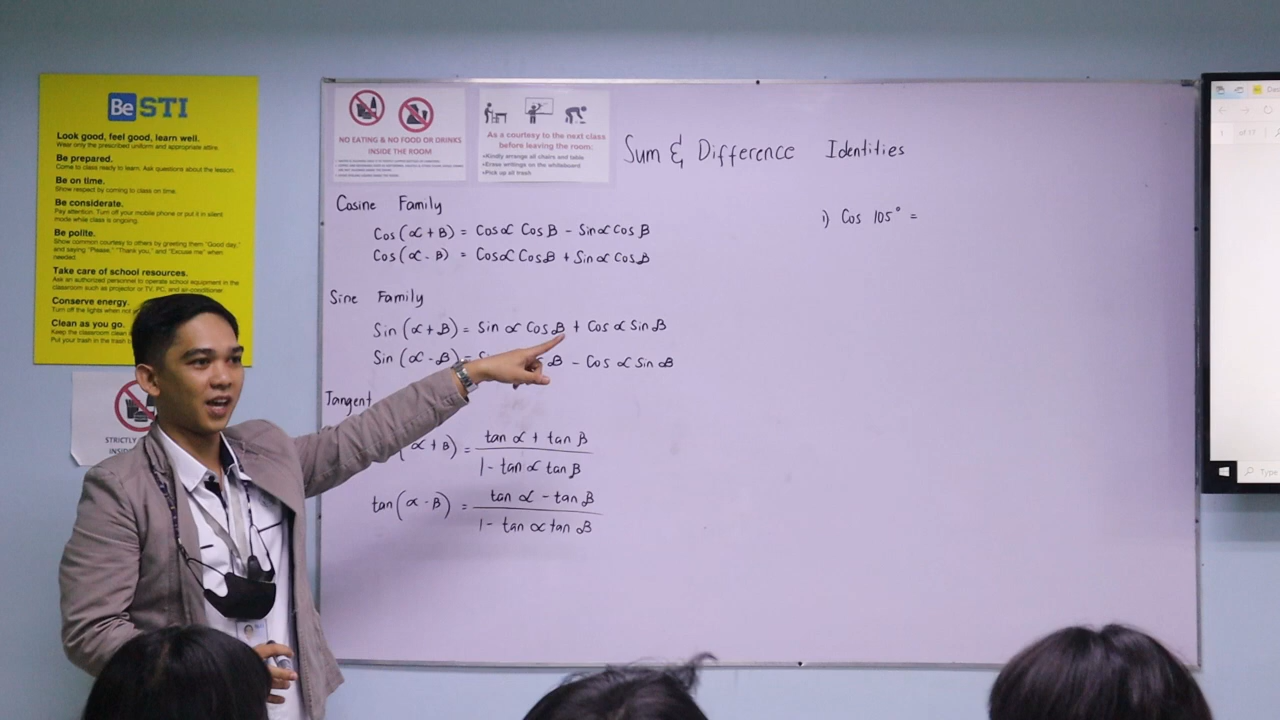 Be STI
Look good, feel good, learn well.
Wear only the prescribed uniform and appropriate attire.
Be prepared.
Come to class ready to learn. Ask questions about the lesson.
Be on time.
Show respect by coming to class on time.
Be considerate.
Pay attention. Turn off your mobile phone or put it in silent
mode while class is ongoing.
Be polite.
Show common courtesy to others by greeting them "Good day,"
and saying "Please," "Thank you," and "Excuse me" when
needed.
Take care of school resources.
Ask an authorized personnel to operate school equipment in the
classroom such as projector or TV, PC, and air-conditioner.
Conserve energy.
Turn off the lights when not
Clean as you go.
Keep the classroom clean
Put your trash in the trash
STRICTLY
NO EATING & NO FOOD OR DRINKS
INSIDE THE ROOM
As a courtesy to the next class
before leaving the room:
•Kindly arrange all chairs and table
•Erase writings on the whiteboard
•Pick up all trash
Sum & Difference Identities
Cosine Family
Cos(α+β) = Cosα Cosβ - Sinα Cosβ
Cos(α-β) = Cosα Cosβ + Sinα Cosβ
Sine Family
Sin(α+β) = Sin α Cos β + Cos α Sin β
Sin(α-β) = β - Cos α Sin β
Tangent
(α+β) = tan α + tan β
1 - tan α tan β
tan(α-β) = tan α - tan β
1 - tan α tan β
1) Cos 105° =
Type